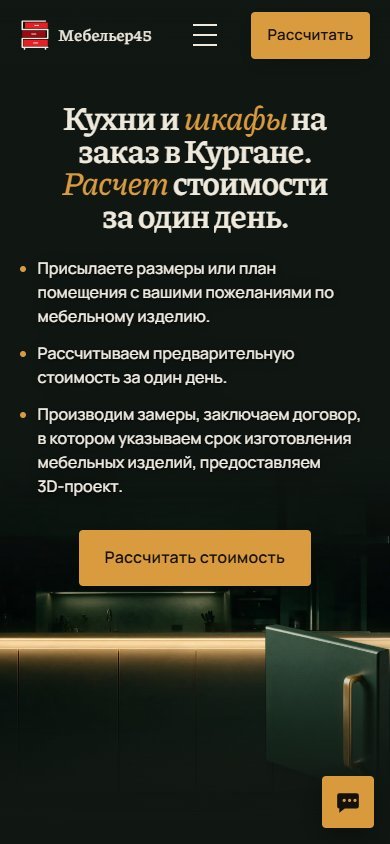 Мебельер45
Рассчитать
Кухни и шкафы на
заказ в Кургане.
Расчет стоимости
за один день.
Присылаете размеры или план
помещения с вашими пожеланиями по
мебельному изделию.
Рассчитываем предварительную
стоимость за один день.
Производим замеры, заключаем договор,
в котором указываем срок изготовления
мебельных изделий, предоставляем
3D-проект.
Рассчитать стоимость